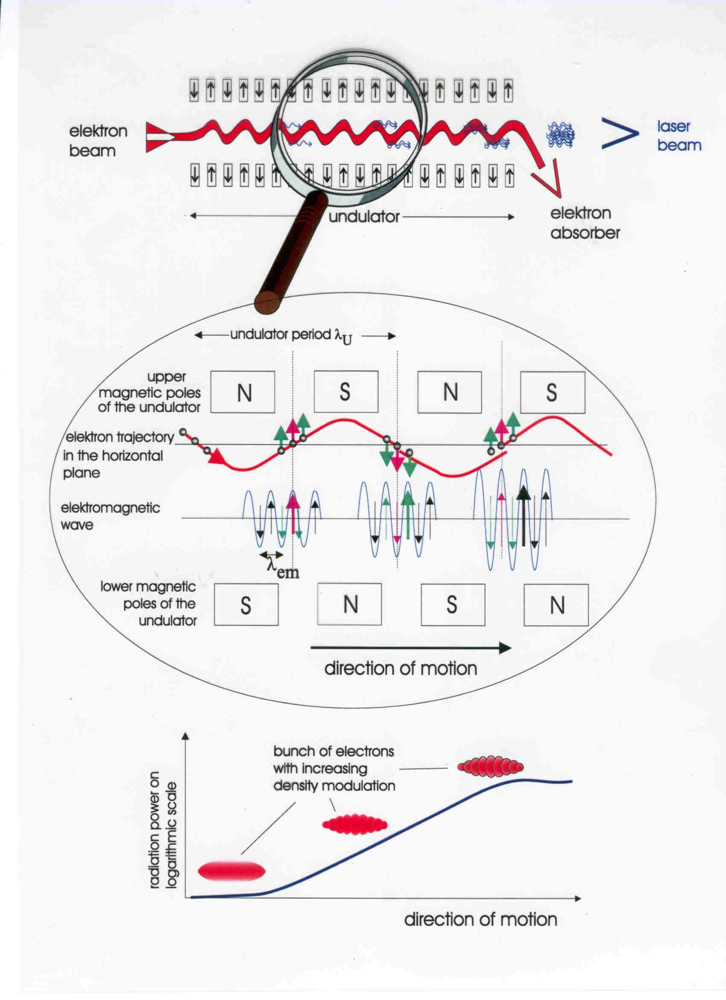 elektron
beam
laser
beam
undulator
elektron
absorber
undulator period λU
upper
magnetic poles
of the undulator
N
S
N
S
elektron trajectory
in the horizontal
plane
elektromagnetic
wave
λem
lower magnetic
poles of the
undulator
S
N
S
N
direction of motion
bunch of electrons
with increasing
density modulation
radiation power on
logarithmic scale
direction of motion